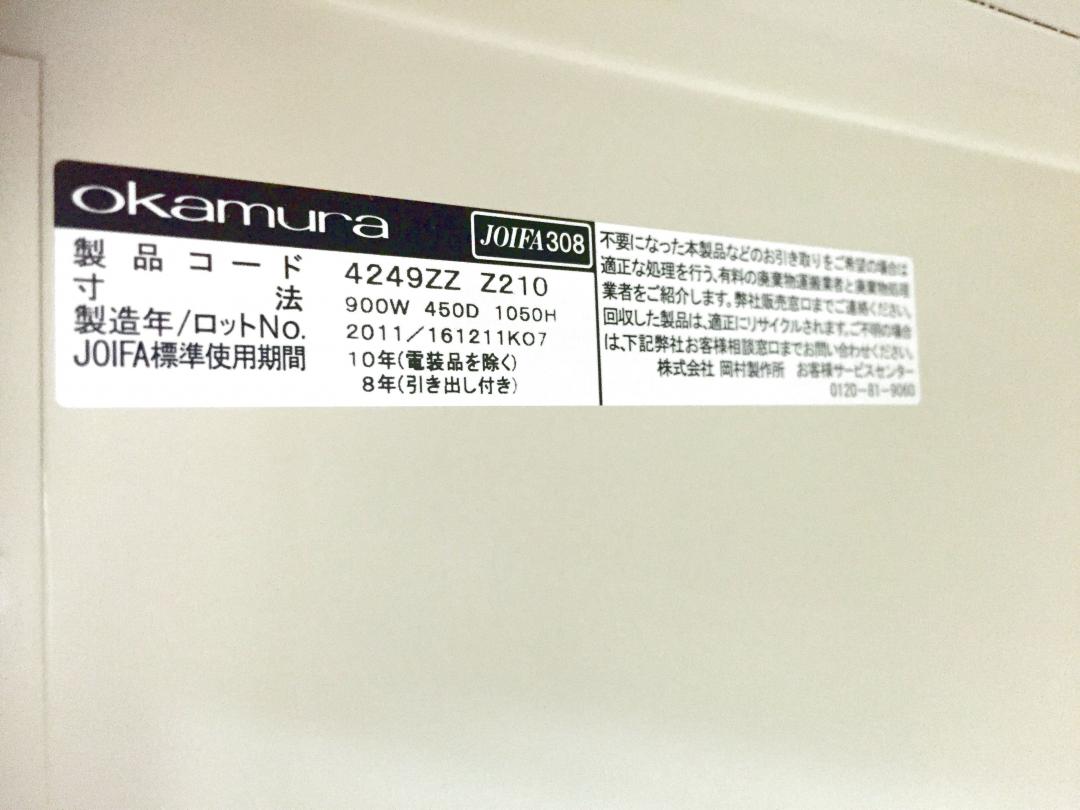 okamura
JOIFA308
製品コード 4249ZZ Z210
寸法 900W 450D 1050H
製造年/ロットNo. 2011/161211K07
JOIFA標準使用期間 10年(電装品を除く)
8年(引き出し付き)
不要になった本製品などのお引き取りをご希望の場合は
適正な処理を行う、有料の廃棄物運搬業者と廃棄物処理
業者をご紹介します。弊社販売窓口までご連絡ください。
回収した製品は、適正にリサイクルされます。ご不明の場合
は、下記弊社お客様相談窓口までお問い合わせください。
株式会社 岡村製作所 お客様サービスセンター
0120-81-9060